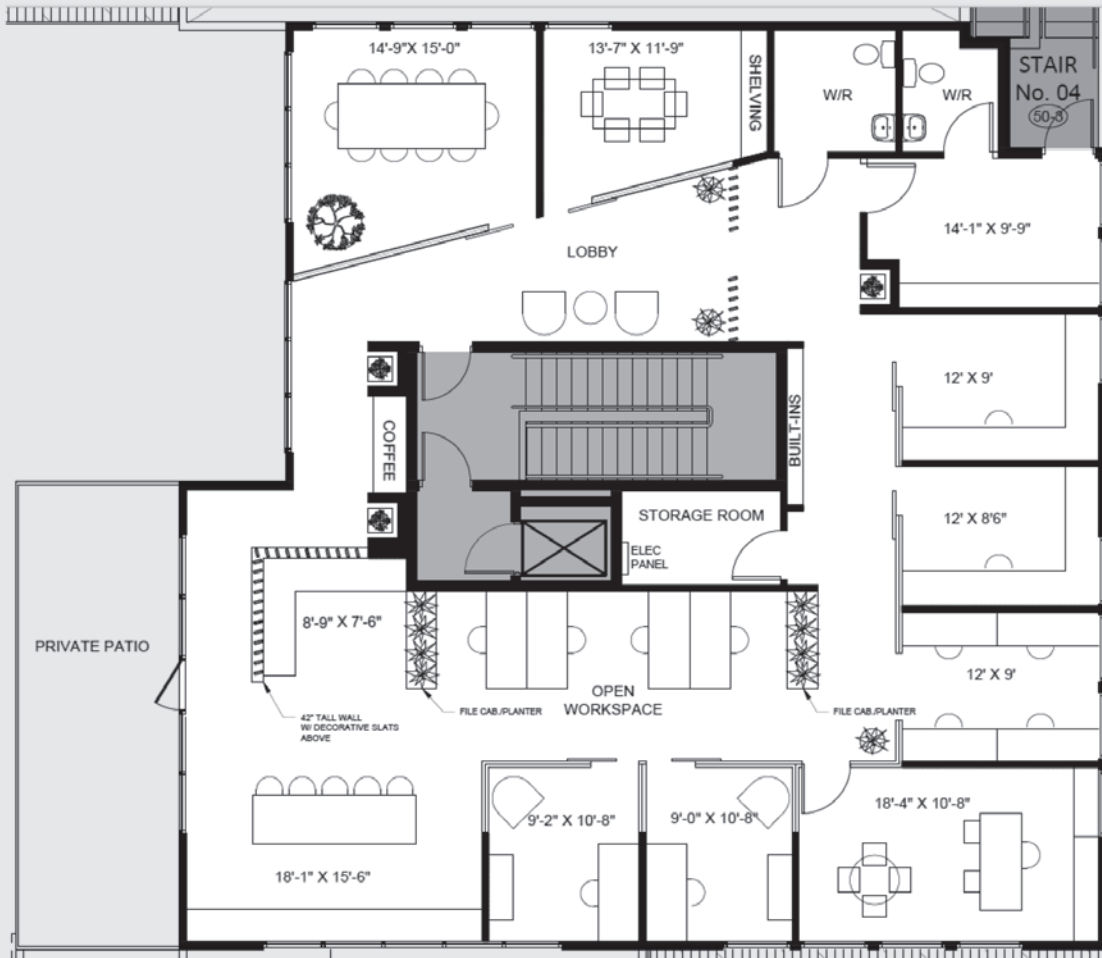 14'-9"X 15'-0"
13'-7" X 11'-9"
SHELVING
W/R
W/R
STAIR
No. 04
50-3
LOBBY
14'-1" X 9'-9"
12' X 9'
COFFEE
BUILT-INS
STORAGE ROOM
ELEC
PANEL
12' X 8'6"
PRIVATE PATIO
8'-9" X 7'-6"
12' X 9'
OPEN
WORKSPACE
FILE CAB./PLANTER
FILE CAB./PLANTER
42" TALL WALL
W/ DECORATIVE SLATS
ABOVE
9'-2" X 10'-8"
9'-0" X 10'-8"
18'-4" X 10'-8"
18'-1" X 15'-6"